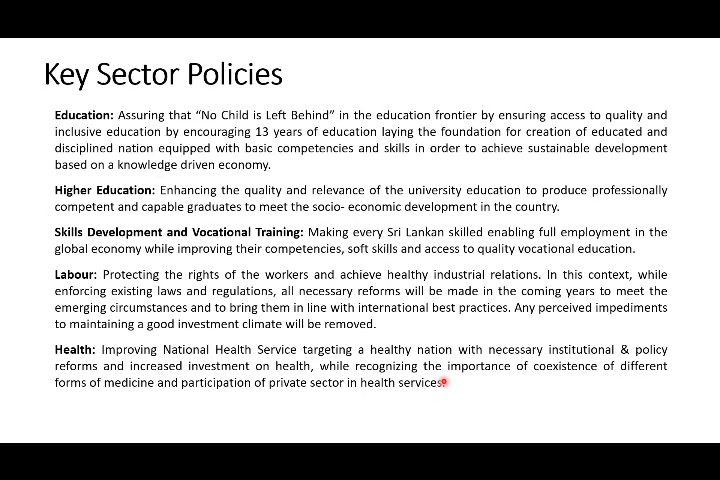 Key Sector Policies
Education: Assuring that “No Child is Left Behind” in the education frontier by ensuring access to quality and
inclusive education by encouraging 13 years of education laying the foundation for creation of educated and
disciplined nation equipped with basic competencies and skills in order to achieve sustainable development
based on a knowledge driven economy.
Higher Education: Enhancing the quality and relevance of the university education to produce professionally
competent and capable graduates to meet the socio- economic development in the country.
Skills Development and Vocational Training: Making every Sri Lankan skilled enabling full employment in the
global economy while improving their competencies, soft skills and access to quality vocational education.
Labour: Protecting the rights of the workers and achieve healthy industrial relations. In this context, while
enforcing existing laws and regulations, all necessary reforms will be made in the coming years to meet the
emerging circumstances and to bring them in line with international best practices. Any perceived impediments
to maintaining a good investment climate will be removed.
Health: Improving National Health Service targeting a healthy nation with necessary institutional & policy
reforms and increased investment on health, while recognizing the importance of coexistence of different
forms of medicine and participation of private sector in health services.